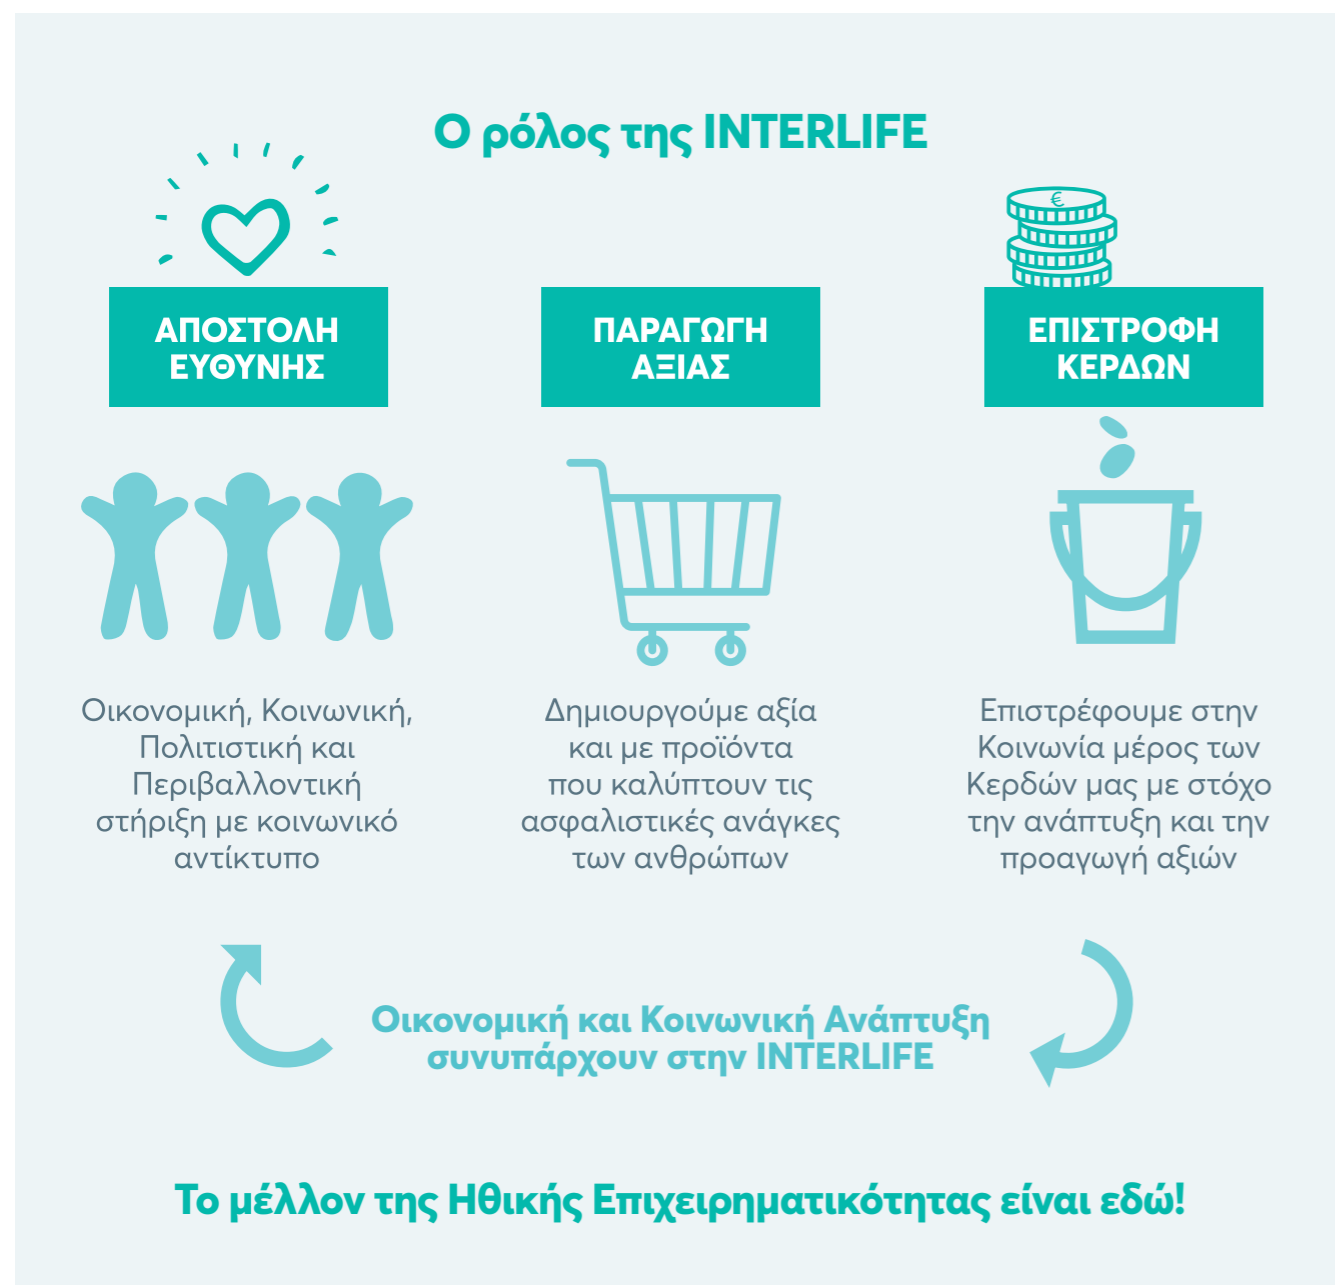 Ο ρόλος της INTERLIFE
€
ΑΠΟΣΤΟΛΗ
ΕΥΘΥΝΗΣ
Οικονομική, Κοινωνική,
Πολιτιστική και
Περιβαλλοντική
στήριξη με κοινωνικό
αντίκτυπο
ΠΑΡΑΓΩΓΗ
ΑΞΙΑΣ
Δημιουργούμε αξία
και με προϊόντα
που καλύπτουν τις
ασφαλιστικές ανάγκες
των ανθρώπων
ΕΠΙΣΤΡΟΦΗ
ΚΕΡΔΩΝ
Επιστρέφουμε στην
Κοινωνία μέρος των
Κερδών μας με στόχο
την ανάπτυξη και την
προαγωγή αξιών
Οικονομική και Κοινωνική Ανάπτυξη
συνυπάρχουν στην INTERLIFE
Το μέλλον της Ηθικής Επιχειρηματικότητας είναι εδώ!